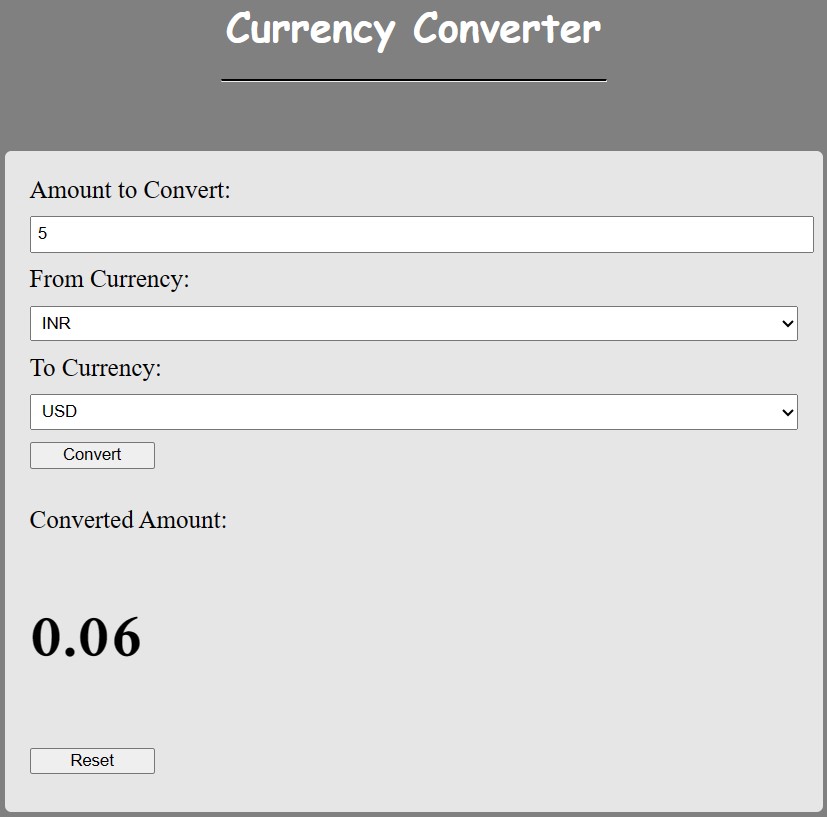 Currency Converter
Amount to Convert:
5
From Currency:
INR
To Currency:
USD
Convert
Converted Amount:
0.06
Reset